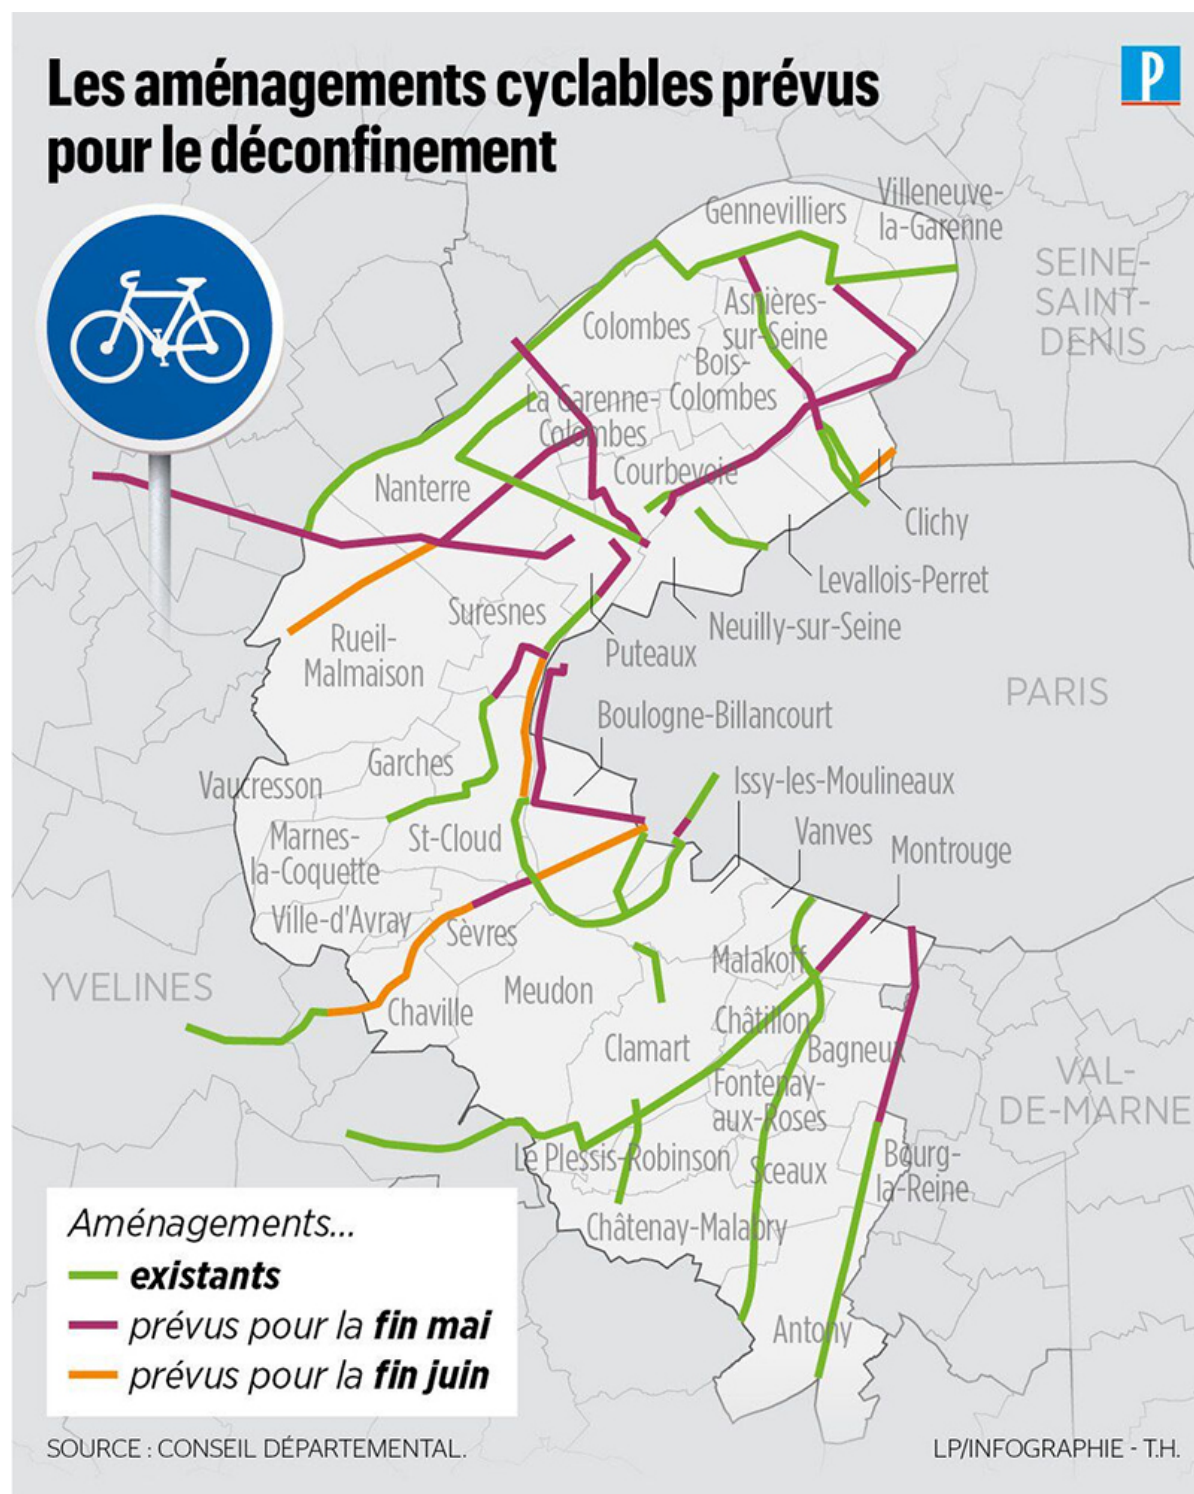 Les aménagements cyclables prévus
pour le déconfinement
P
Villeneuve-
la-Garenne
Gennevilliers
SEINE-
SAINT-
DENIS
Asnières-
sur-Seine
Colombes
Bois-
Colombes
La Garenne-
Colombes
Courbevoie
Nanterre
Clichy
Levallois-Perret
Suresnes
Neuilly-sur-Seine
Rueil-
Malmaison
Puteaux
PARIS
Boulogne-Billancourt
Garches
Vaucresson
Issy-les-Moulineaux
Marnes-
la-Coquette
St-Cloud
Vanves
Montrouge
Ville-d'Avray
Sèvres
Malakoff
YVELINES
Meudon
Chaville
Châtillon
Clamart
Bagneux
VAL-
DE-MARNE
Fontenay-
aux-Roses
Le Plessis-Robinson
Sceaux
Bourg-
la-Reine
Châtenay-Malabry
Antony
Aménagements...
existants
prévus pour la fin mai
prévus pour la fin juin
SOURCE : CONSEIL DÉPARTEMENTAL.
LP/INFOGRAPHIE - T.H.